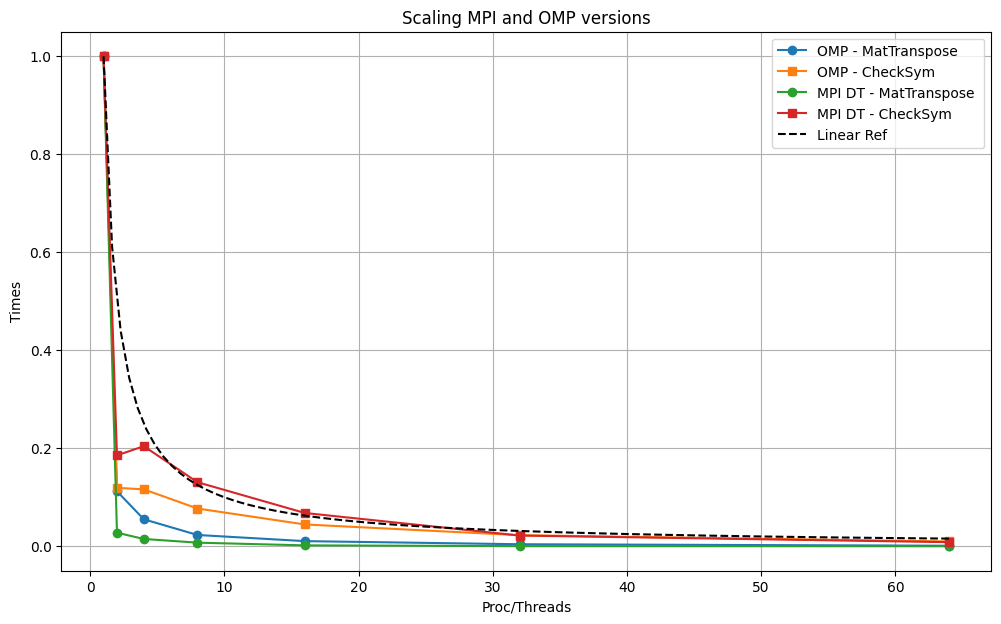 Scaling MPI and OMP versions
OMP - MatTranspose
OMP - CheckSym
MPI DT - MatTranspose
MPI DT - CheckSym
Linear Ref
Times
1.0
0.8
0.6
0.4
0.2
0.0
0 10 20 30 40 50 60
Proc/Threads